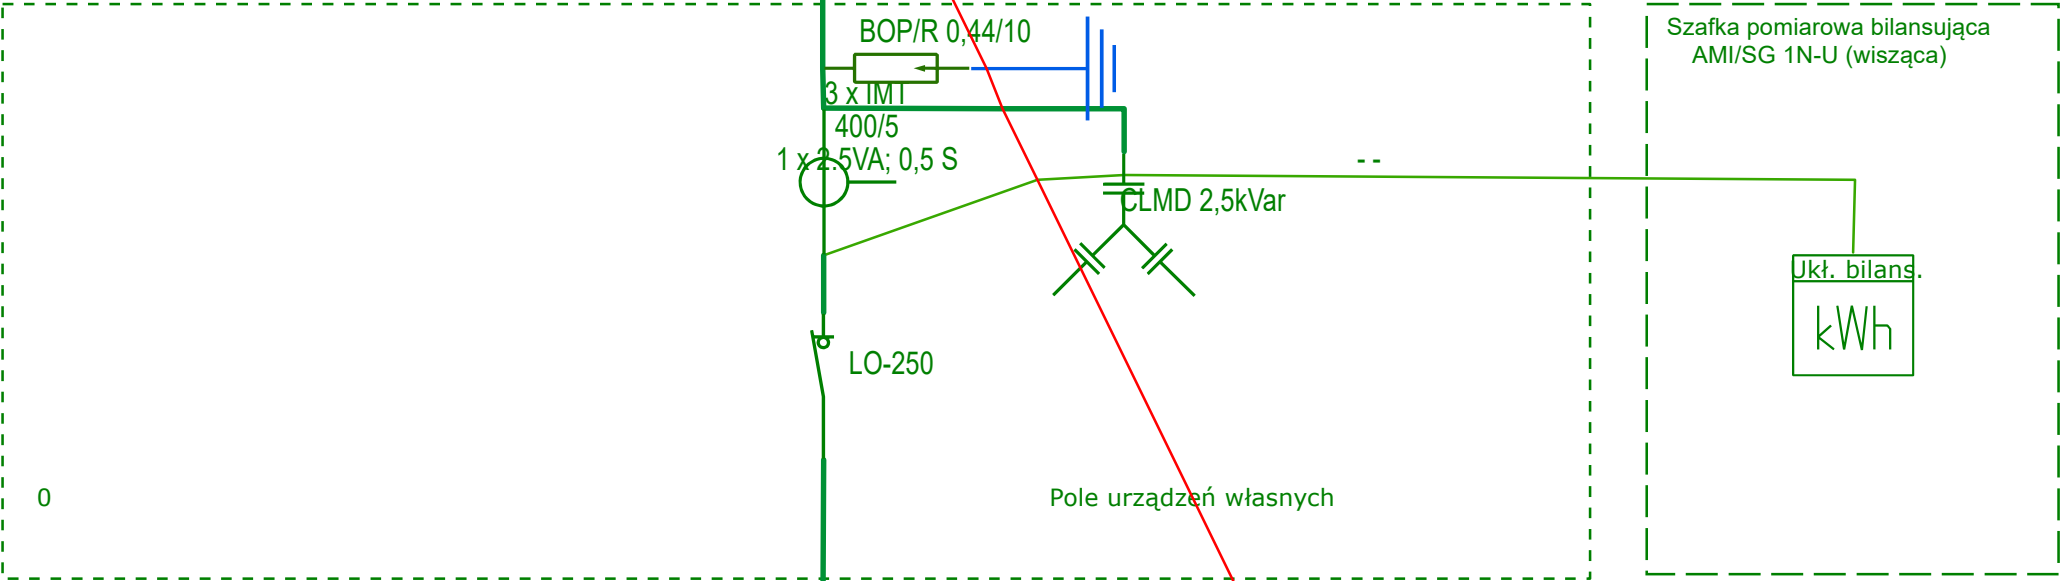 BOP/R 0,44/10
3 x IMT
400/5
1 x 2.5VA; 0,5 S
- -
CLMD 2,5kVar
LO-250
0
Pole urządzeń własnych
Szafka pomiarowa bilansująca
AMI/SG 1N-U (wisząca)
Ukł. bilans.
kWh